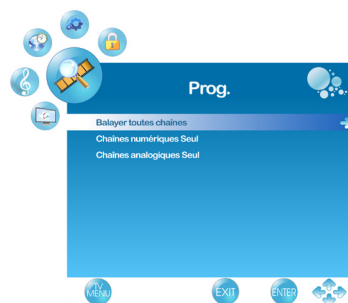 Prog.
Balayer toutes chaînes
Chaînes numériques Seul
Chaînes analogiques Seul
TV
MENU
EXIT
ENTER